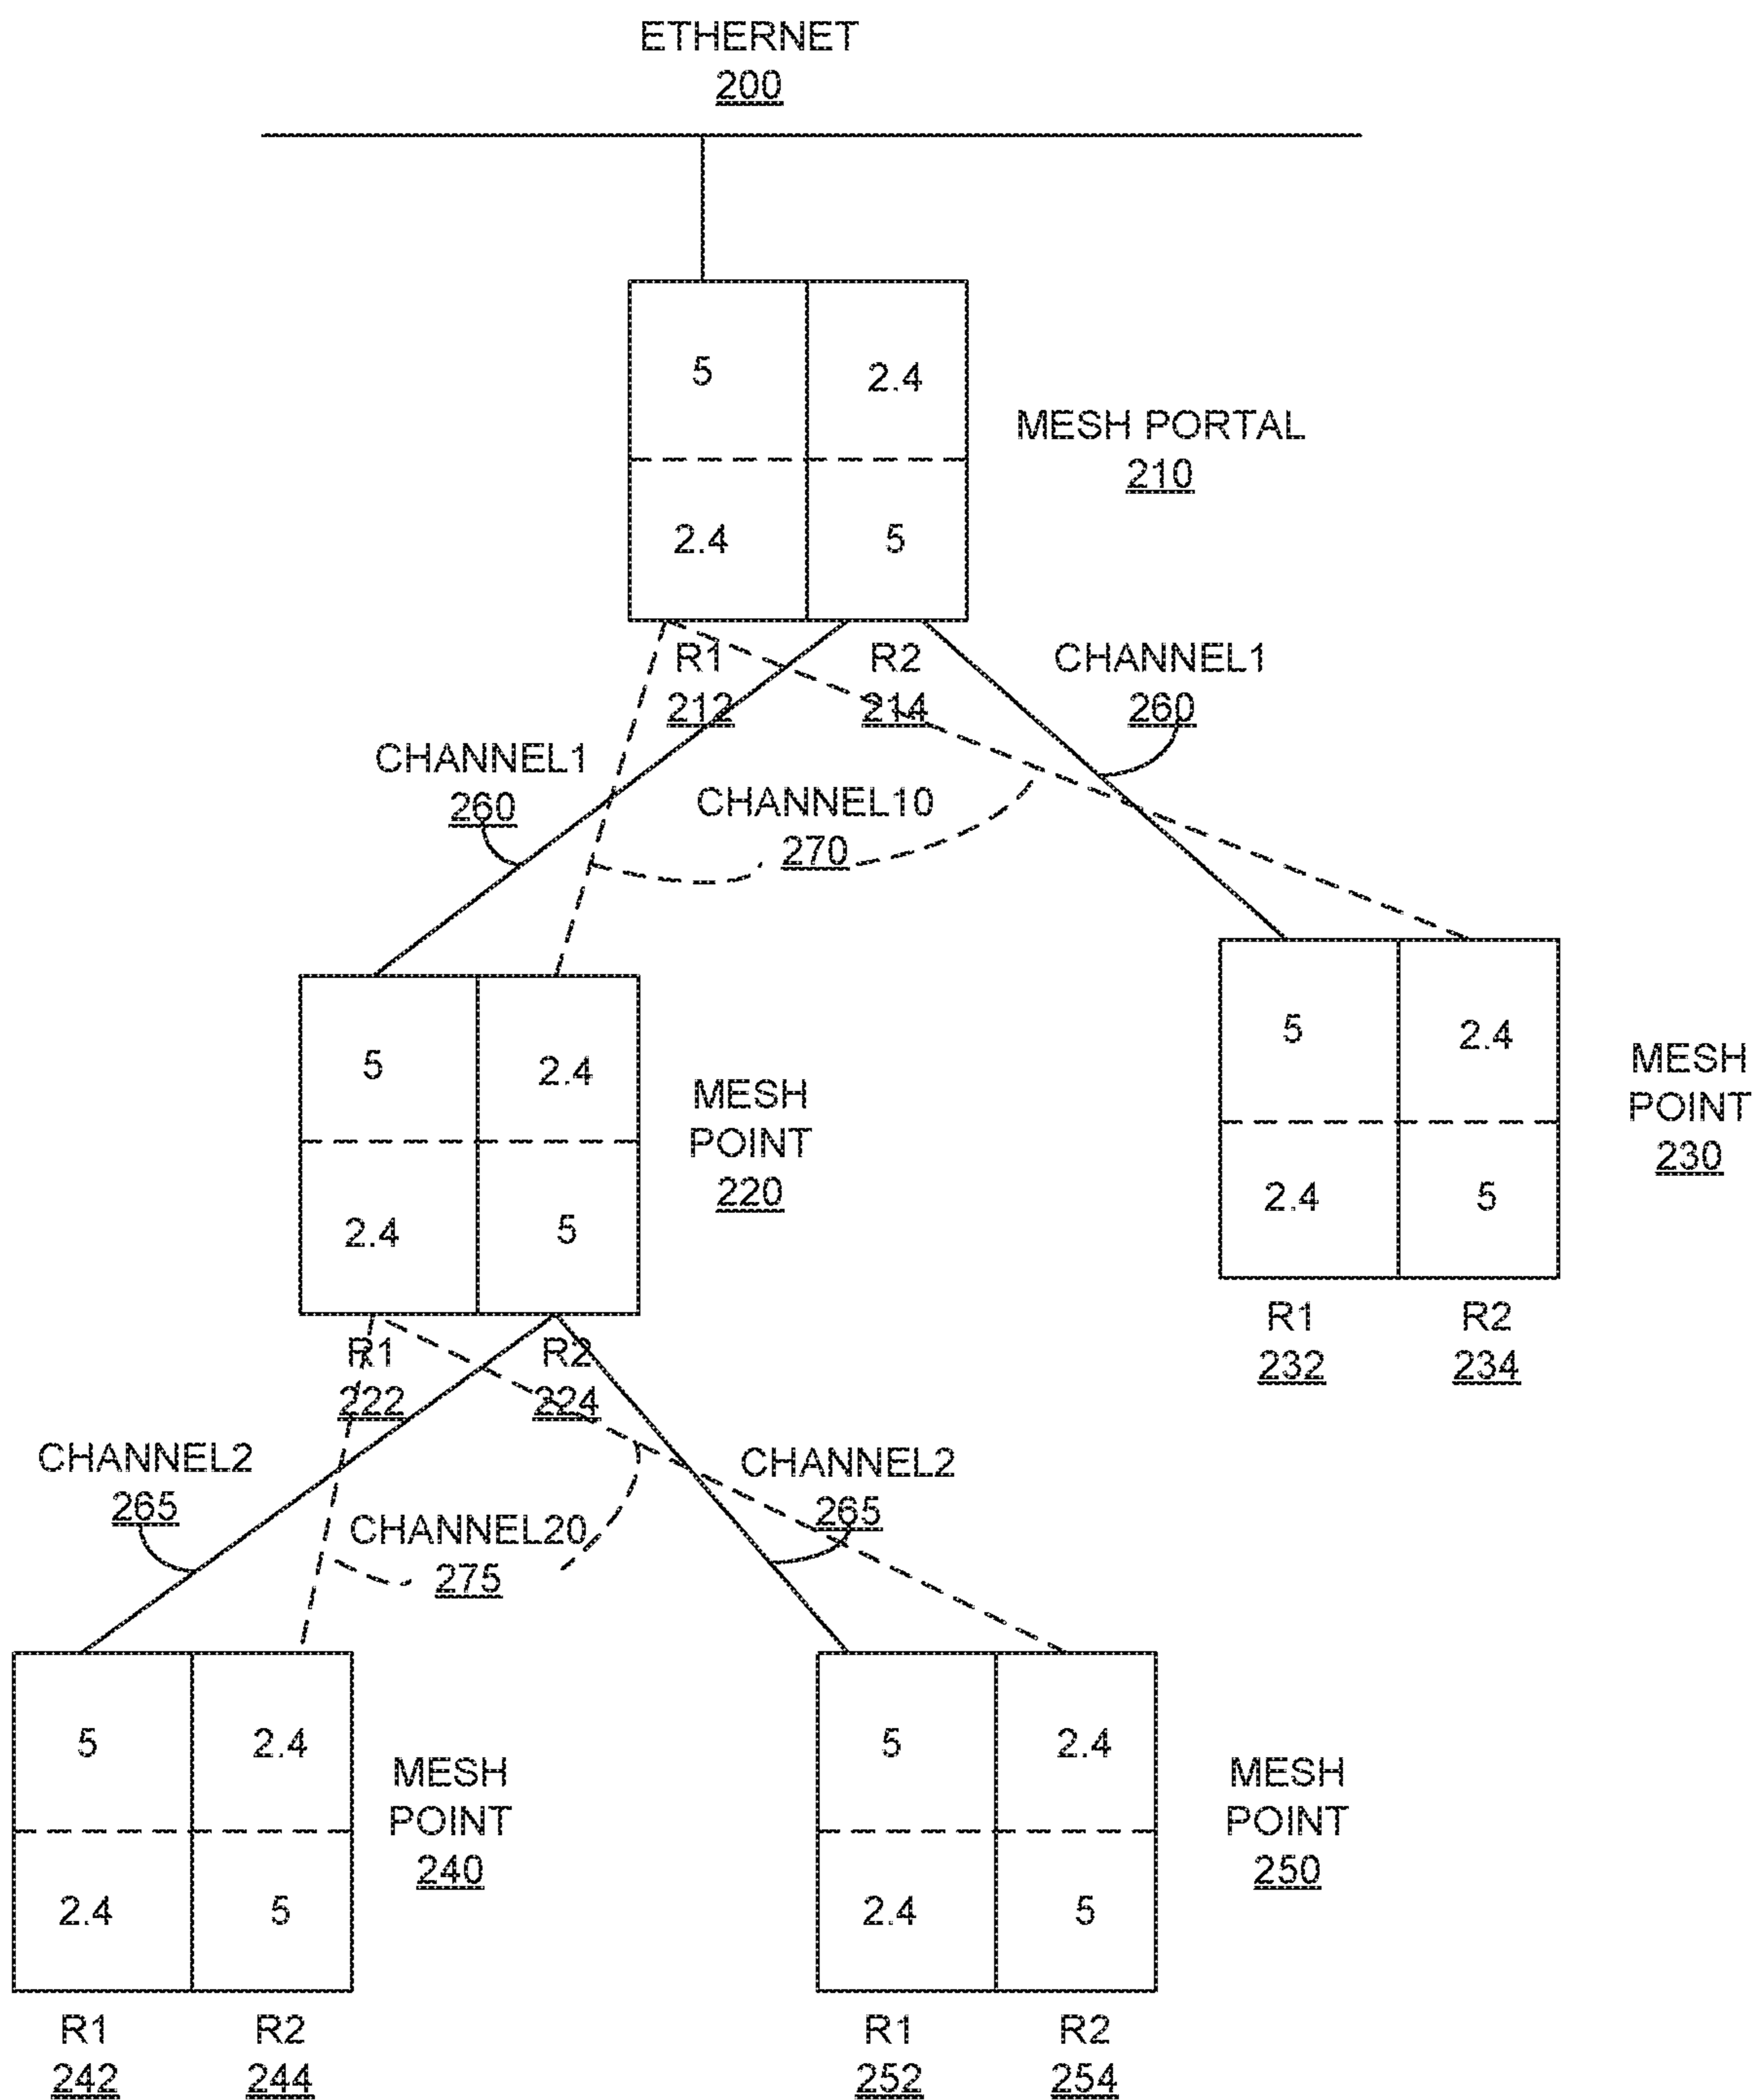 ETHERNET
200
5
2.4
2.4
5
MESH PORTAL
210
R1
212
R2
214
CHANNEL1
260
CHANNEL1
260
CHANNEL10
270
5
2.4
2.4
5
MESH
POINT
220
R1
222
R2
224
5
2.4
2.4
5
MESH
POINT
230
R1
232
R2
234
CHANNEL2
265
CHANNEL20
275
CHANNEL2
265
5
2.4
2.4
5
MESH
POINT
240
R1
242
R2
244
5
2.4
2.4
5
MESH
POINT
250
R1
252
R2
254